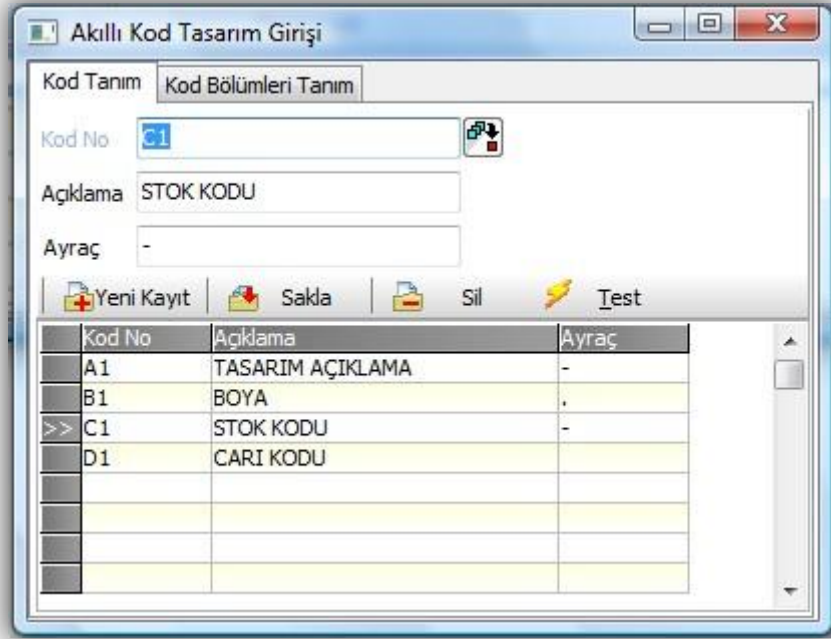 Akıllı Kod Tasarım Girişi
Kod Tanım Kod Bölümleri Tanım
Kod No C1
Açıklama STOK KODU
Ayraç -
Yeni Kayıt Sakla Sil Test
Kod No Açıklama Ayraç
A1 TASARIM AÇIKLAMA -
B1 BOYA .
>> C1 STOK KODU -
D1 CARI KODU